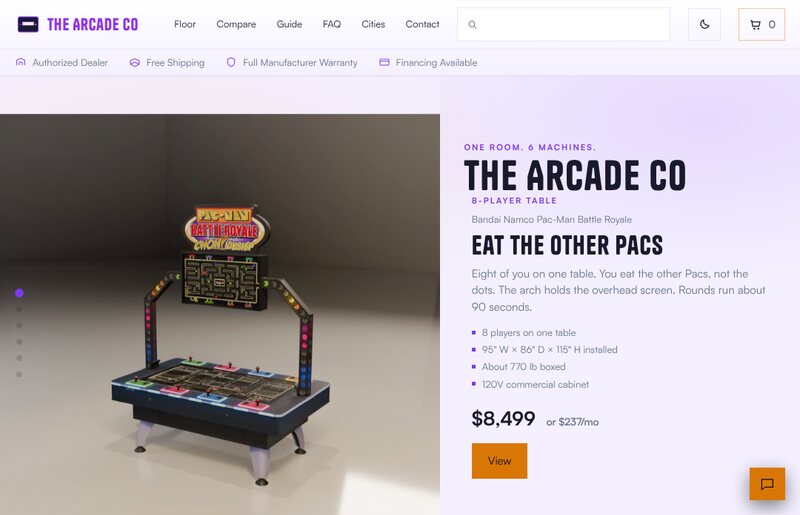 THE ARCADE CO
Floor
Compare
Guide
FAQ
Cities
Contact
0
Authorized Dealer
Free Shipping
Full Manufacturer Warranty
Financing Available
PAC-MAN
BATTLE ROYALE
CHOMPIONSHIP
ONE ROOM. 6 MACHINES.
THE ARCADE CO
8-PLAYER TABLE
Bandai Namco Pac-Man Battle Royale
EAT THE OTHER PACS
Eight of you on one table. You eat the other Pacs, not the
dots. The arch holds the overhead screen. Rounds run about
90 seconds.
8 players on one table
95" W × 86" D × 115" H installed
About 770 lb boxed
120V commercial cabinet
$8,499 or $237/mo
View